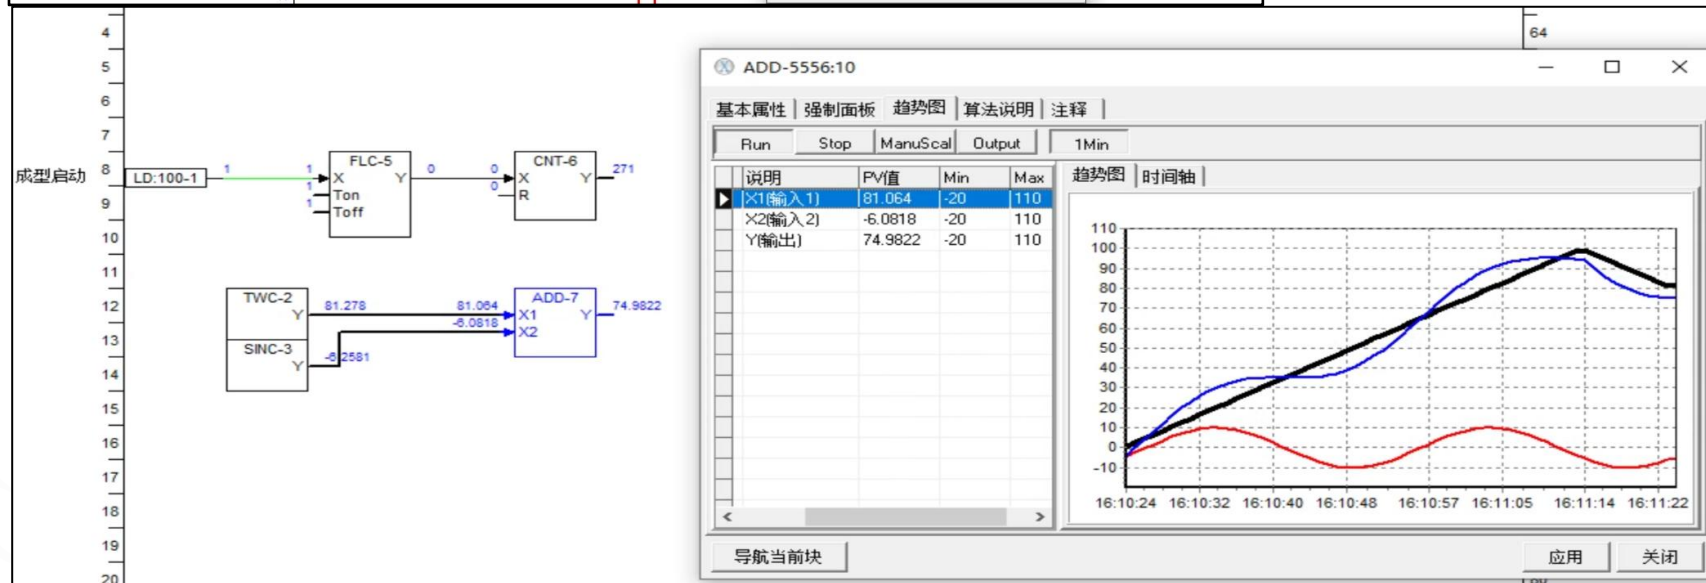 4
64
5
ADD-5556:10
6
基本属性 强制面板 趋势图 算法说明 注释
7
Run Stop ManuScal Output 1Min
成型启动 8 LD:100-1 1 1 X FLC-5 Y 0 0 X CNT-6 Y 271
1 Ton 0 R
9 1 Toff
10
11
12 TWC-2 Y 81.278 81.064 X1 ADD-7 Y 74.9822
-6.0818 X2
13 SINC-3 Y -6.2581
14
15
16
17
18
19
20
说明 PV值 Min Max
X1(输入1) 81.064 -20 110
X2(输入2) -6.0818 -20 110
Y(输出) 74.9822 -20 110
趋势图 时间轴
110
100
90
80
70
60
50
40
30
20
10
0
-10
16:10:24 16:10:32 16:10:40 16:10:48 16:10:57 16:11:05 16:11:14 16:11:22
导航当前块 应用 关闭